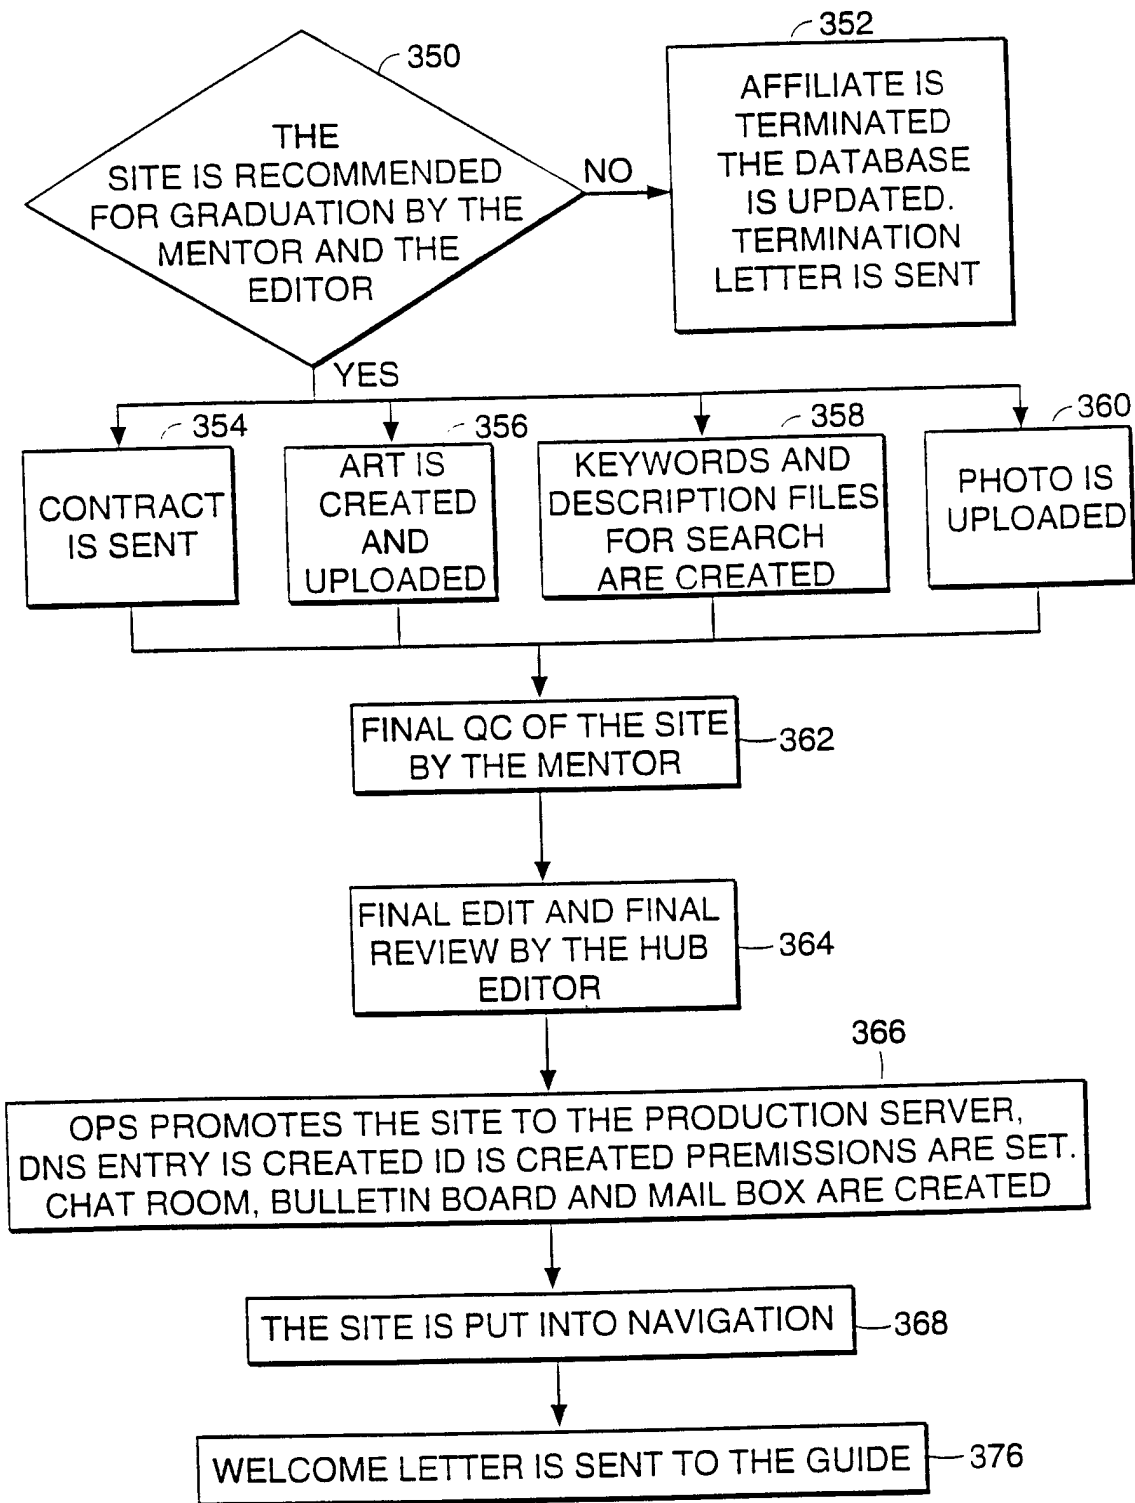 350
THE
SITE IS RECOMMENDED
FOR GRADUATION BY THE
MENTOR AND THE
EDITOR
NO
352
AFFILIATE IS
TERMINATED
THE DATABASE
IS UPDATED.
TERMINATION
LETTER IS SENT
YES
354
CONTRACT
IS SENT
356
ART IS
CREATED
AND
UPLOADED
358
KEYWORDS AND
DESCRIPTION FILES
FOR SEARCH
ARE CREATED
360
PHOTO IS
UPLOADED
FINAL QC OF THE SITE
BY THE MENTOR
362
FINAL EDIT AND FINAL
REVIEW BY THE HUB
EDITOR
364
366
OPS PROMOTES THE SITE TO THE PRODUCTION SERVER,
DNS ENTRY IS CREATED ID IS CREATED PREMISSIONS ARE SET.
CHAT ROOM, BULLETIN BOARD AND MAIL BOX ARE CREATED
THE SITE IS PUT INTO NAVIGATION
368
WELCOME LETTER IS SENT TO THE GUIDE
376